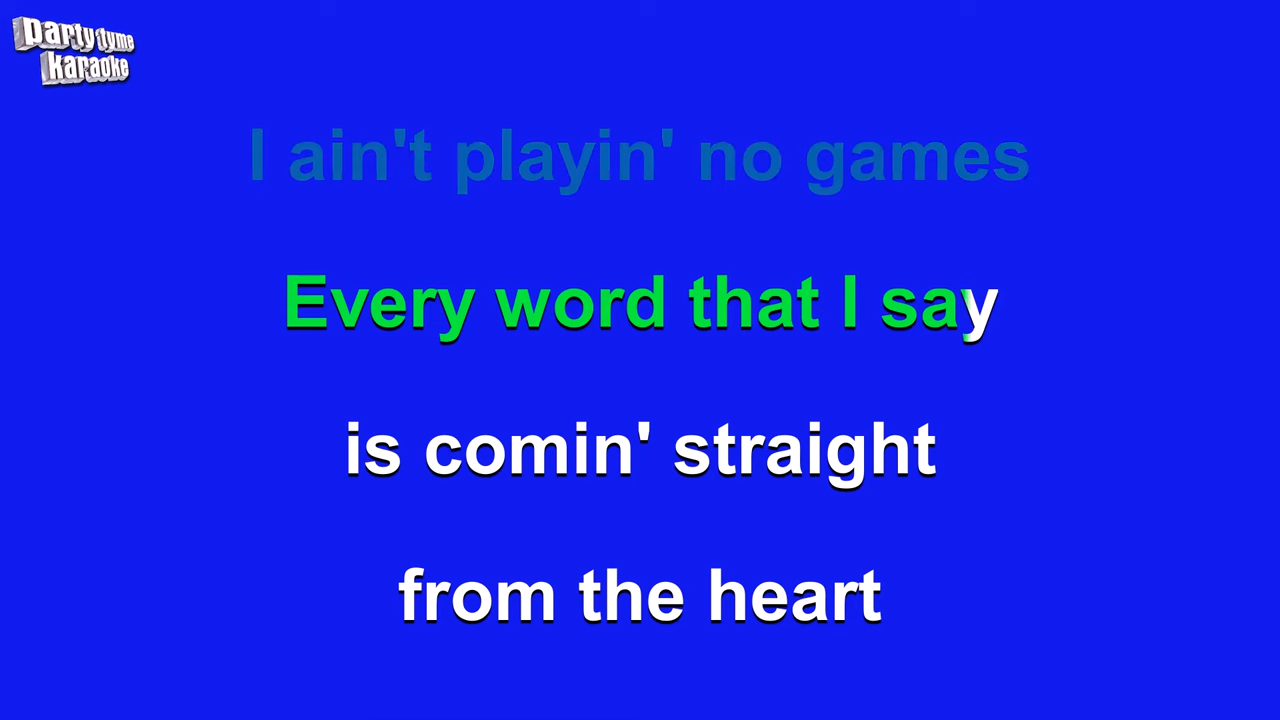 party tyme
karaoke
I ain't playin' no games
Every word that I say
is comin' straight
from the heart